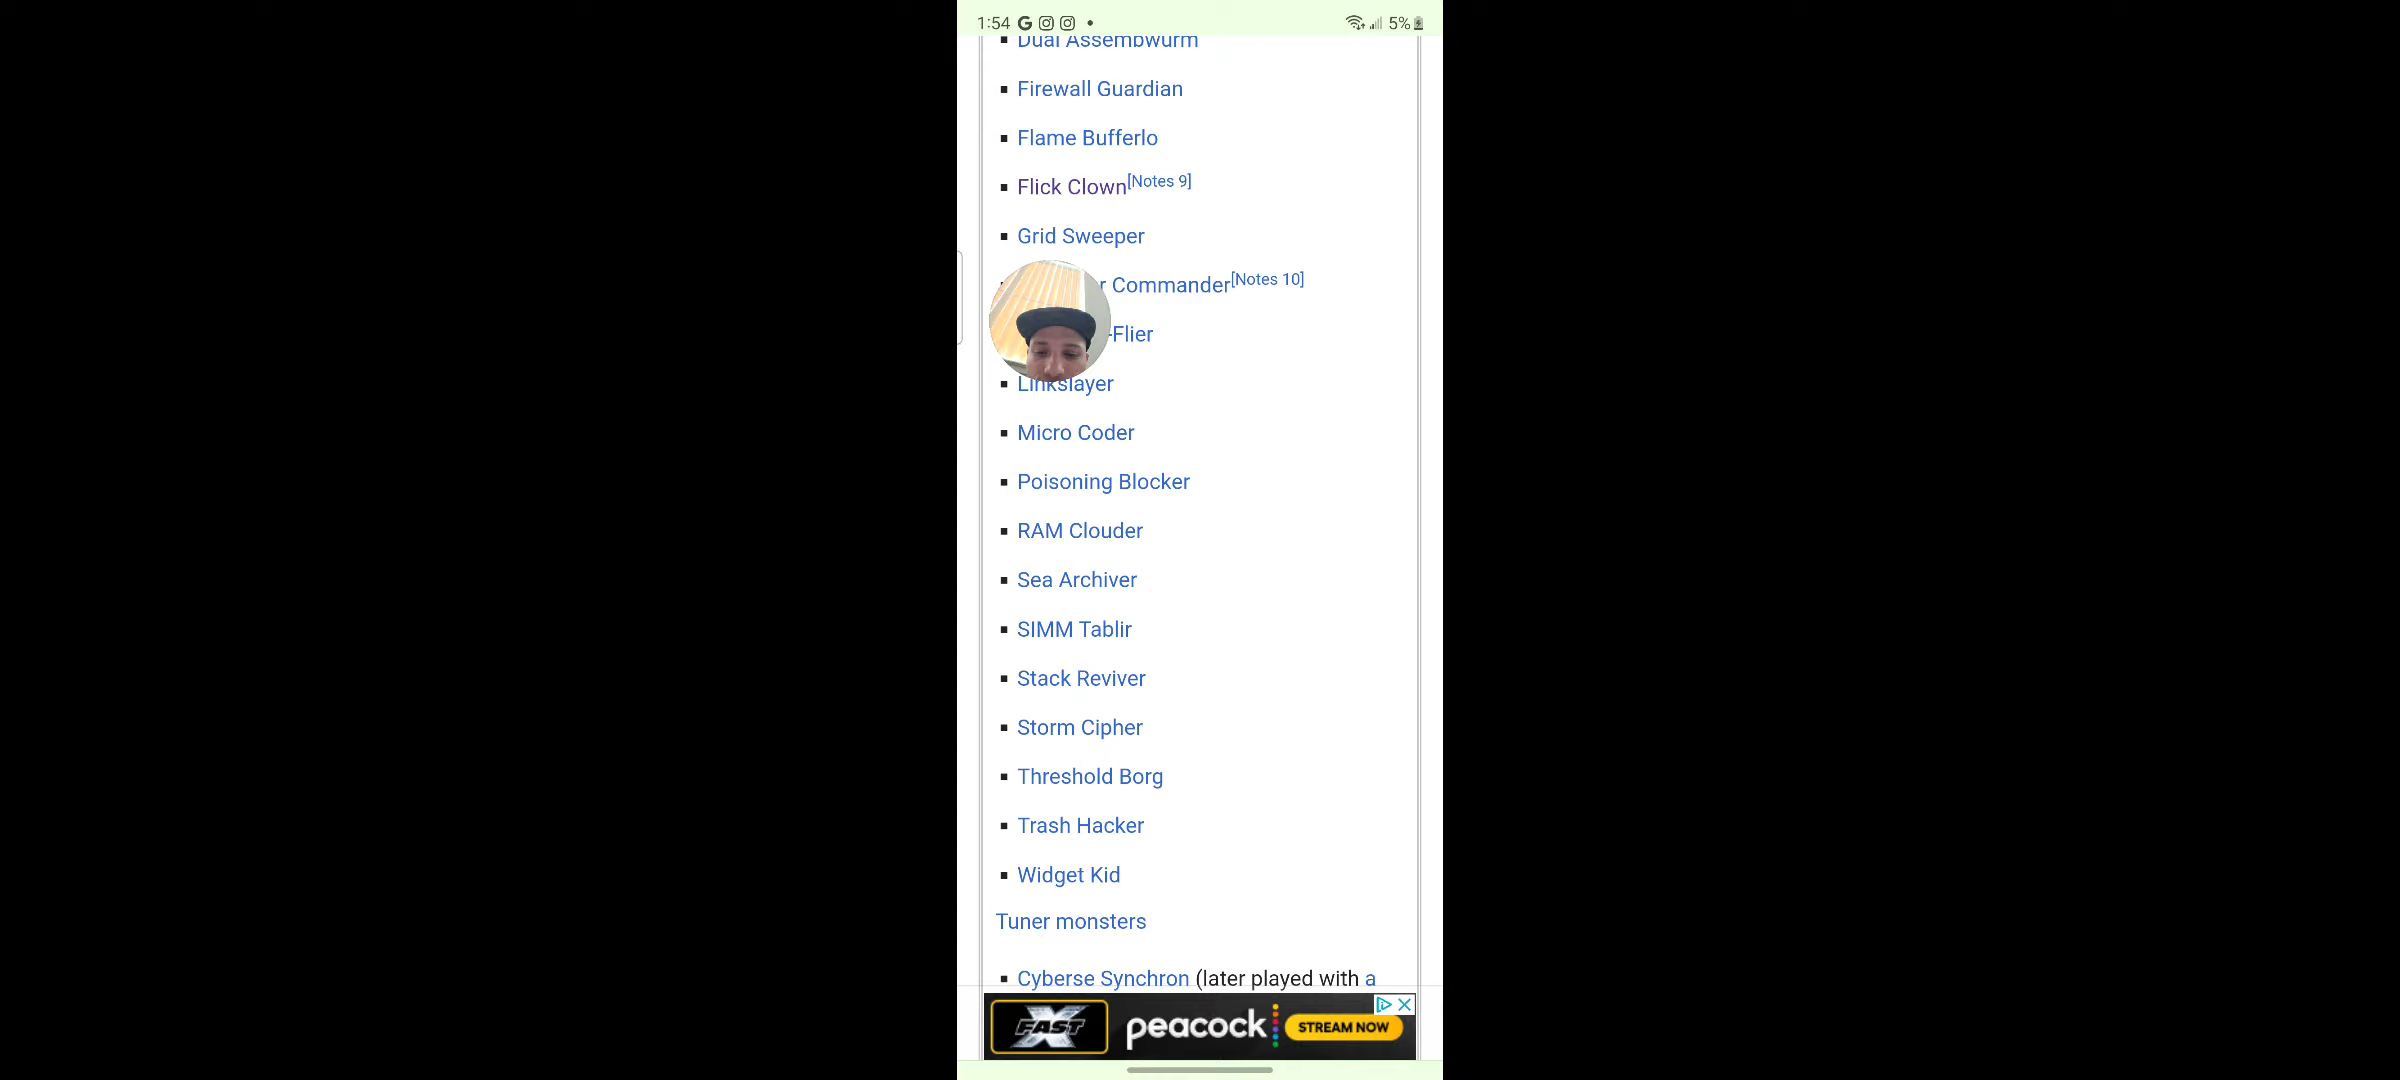 1:54 G 5%
Dual Assembwurm
Firewall Guardian
Flame Bufferlo
Flick Clown[Notes 9]
Grid Sweeper
r Commander[Notes 10]
-Flier
Linkslayer
Micro Coder
Poisoning Blocker
RAM Clouder
Sea Archiver
SIMM Tablir
Stack Reviver
Storm Cipher
Threshold Borg
Trash Hacker
Widget Kid
Tuner monsters
Cyberse Synchron (later played with a
FAST X peacock STREAM NOW